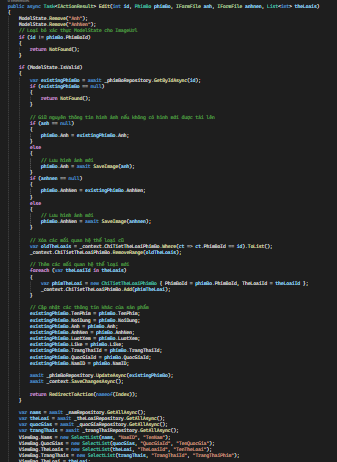 public async Task<IActionResult> Edit(int id, PhimBo phimBo, IFormFile anh, IFormFile anhnen, List<int> theLoais)
{
ModelState.Remove("Anh");
ModelState.Remove("AnhNen");
// Loại bỏ xác thực ModelState cho ImageUrl
if (id != phimBo.PhimBoId)
{
return NotFound();
}
if (ModelState.IsValid)
{
var existingPhimBo = await _phimBoRepository.GetByIdAsync(id);
if (existingPhimBo == null)
{
return NotFound();
}
// Giữ nguyên thông tin hình ảnh nếu không có hình mới được tải lên
if (anh == null)
{
phimBo.Anh = existingPhimBo.Anh;
}
else
{
// Lưu hình ảnh mới
phimBo.Anh = await SaveImage(anh);
}
if (anhnen == null)
{
phimBo.AnhNen = existingPhimBo.AnhNen;
}
else
{
// Lưu hình ảnh mới
phimBo.AnhNen = await SaveImage(anhnen);
}
// Xóa các mối quan hệ thể loại cũ
var oldTheLoais = _context.ChiTietTheLoaiPhimBo.Where(ct => ct.PhimBoId == id).ToList();
_context.ChiTietTheLoaiPhimBo.RemoveRange(oldTheLoais);
// Thêm các mối quan hệ thể loại mới
foreach (var theLoaiId in theLoais)
{
var phimTheLoai = new ChiTietTheLoaiPhimBo { PhimBoId = phimBo.PhimBoId, TheLoaiId = theLoaiId };
_context.ChiTietTheLoaiPhimBo.Add(phimTheLoai);
}
// Cập nhật các thông tin khác của sản phẩm
existingPhimBo.TenPhim = phimBo.TenPhim;
existingPhimBo.NoiDung = phimBo.NoiDung;
existingPhimBo.Anh = phimBo.Anh;
existingPhimBo.AnhNen = phimBo.AnhNen;
existingPhimBo.LuotXem = phimBo.LuotXem;
existingPhimBo.Like = phimBo.Like;
existingPhimBo.TrangThaiId = phimBo.TrangThaiId;
existingPhimBo.QuocGiaId = phimBo.QuocGiaId;
existingPhimBo.NamID = phimBo.NamID;
await _phimBoRepository.UpdateAsync(existingPhimBo);
await _context.SaveChangesAsync();
return RedirectToAction(nameof(Index));
}
var nams = await _namRepository.GetAllAsync();
var theLoai = await _theLoaiRepository.GetAllAsync();
var quocGias = await _quocGiaRepository.GetAllAsync();
var trangThais = await _trangThaiRepository.GetAllAsync();
ViewBag.Nams = new SelectList(nams, "NamID", "TenNam");
ViewBag.QuocGias = new SelectList(quocGias, "QuocGiaId", "TenQuocGia");
ViewBag.TheLoais = new SelectList(theLoai, "TheLoaiId", "TenTheLoai");
ViewBag.TrangThais = new SelectList(trangThais, "TrangThaiId", "TrangThaiPhim");